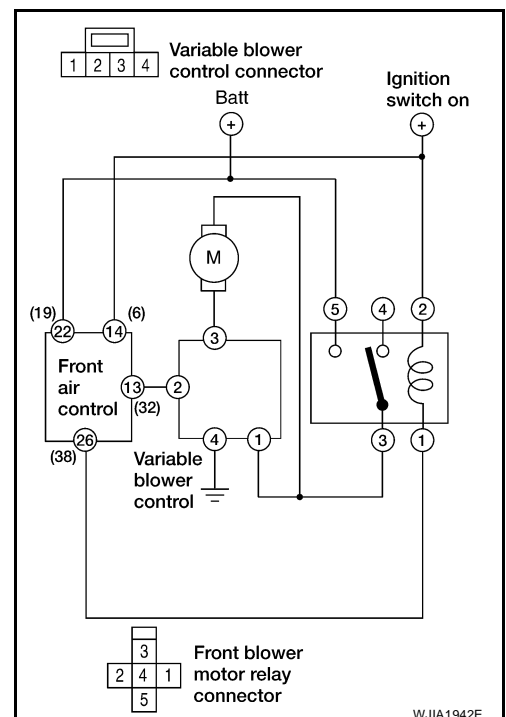 Variable blower
control connector
1 2 3 4
Batt
+
Ignition
switch on
+
M
5 4 2
(19) 22 14 (6)
3
Front
air
control
13 2
(32)
26
(38)
4 1
3 1
Variable
blower
control
3
2 4 1
5
Front blower
motor relay
connector
WJIA1942E